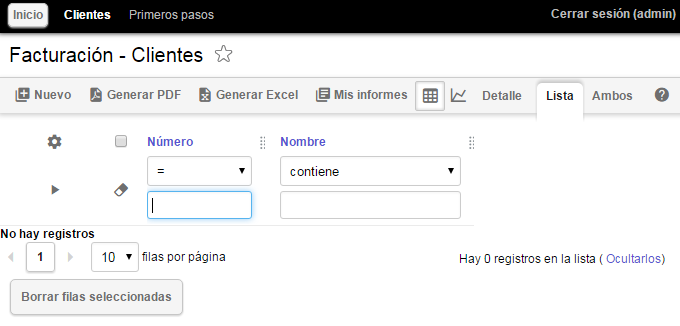 Inicio Clientes Primeros pasos Cerrar sesión (admin)
Facturación - Clientes
Nuevo Generar PDF Generar Excel Mis informes Detalle Lista Ambos ?
Número Nombre
= contiene
No hay registros
1 10 filas por página Hay 0 registros en la lista ( Ocultarlos)
Borrar filas seleccionadas